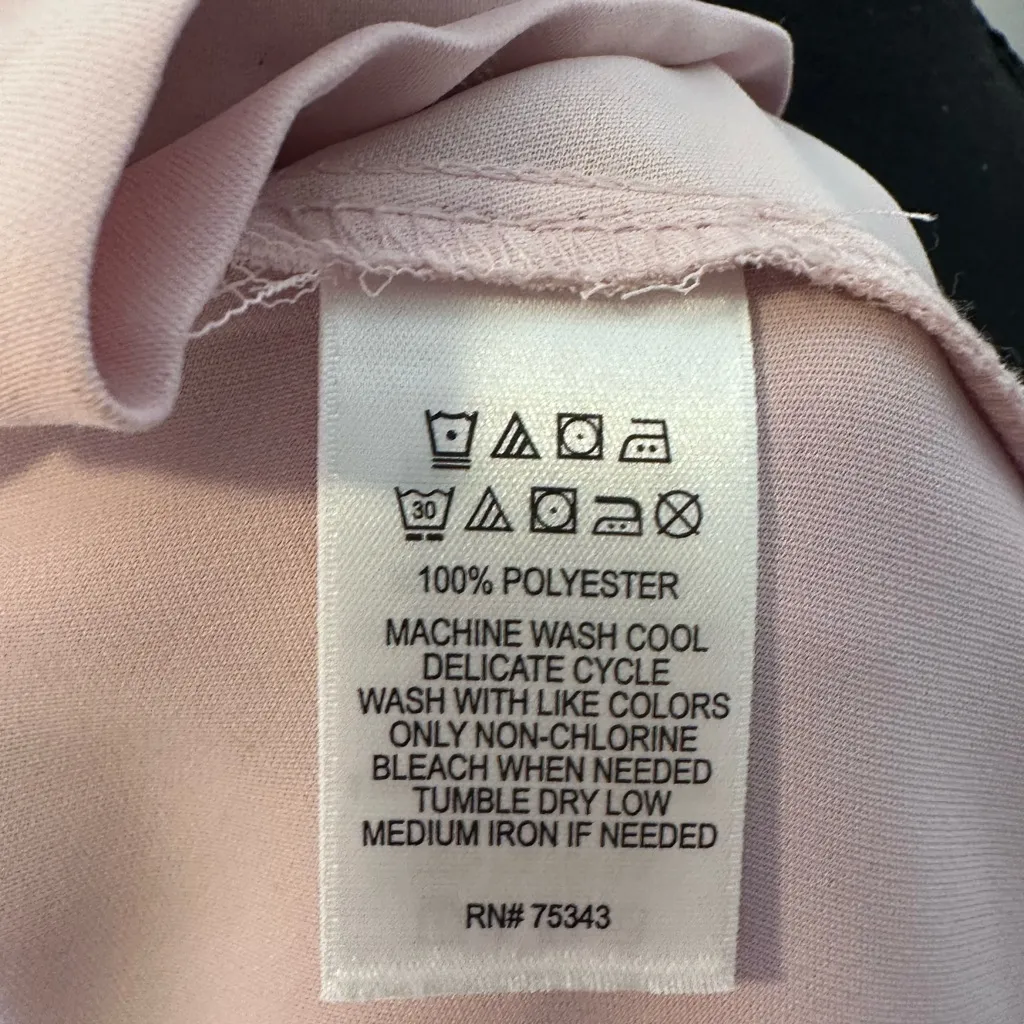 30
100% POLYESTER
MACHINE WASH COOL
DELICATE CYCLE
WASH WITH LIKE COLORS
ONLY NON-CHLORINE
BLEACH WHEN NEEDED
TUMBLE DRY LOW
MEDIUM IRON IF NEEDED
RN# 75343